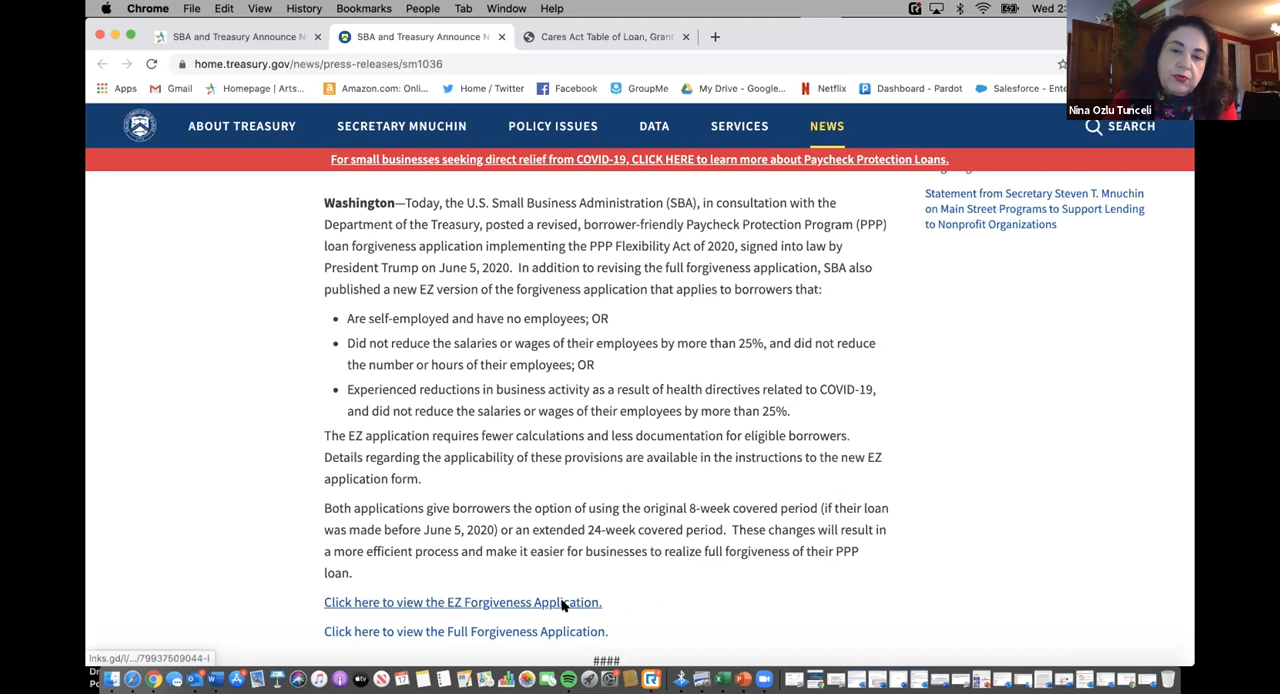 Chrome File Edit View History Bookmarks People Tab Window Help Wed 2:
SBA and Treasury Announce N SBA and Treasury Announce N Cares Act Table of Loan, Grant
home.treasury.gov/news/press-releases/sm1036
Apps Gmail Homepage | Arts... Amazon.com: Onli... Home / Twitter Facebook GroupMe My Drive - Google... Netflix Dashboard - Pardot Salesforce - Ente
Nina Ozlu Tunceli
ABOUT TREASURY SECRETARY MNUCHIN POLICY ISSUES DATA SERVICES NEWS SEARCH
For small businesses seeking direct relief from COVID-19, CLICK HERE to learn more about Paycheck Protection Loans.
Statement from Secretary Steven T. Mnuchin
on Main Street Programs to Support Lending
to Nonprofit Organizations
Washington—Today, the U.S. Small Business Administration (SBA), in consultation with the
Department of the Treasury, posted a revised, borrower-friendly Paycheck Protection Program (PPP)
loan forgiveness application implementing the PPP Flexibility Act of 2020, signed into law by
President Trump on June 5, 2020. In addition to revising the full forgiveness application, SBA also
published a new EZ version of the forgiveness application that applies to borrowers that:
• Are self-employed and have no employees; OR
• Did not reduce the salaries or wages of their employees by more than 25%, and did not reduce
the number or hours of their employees; OR
• Experienced reductions in business activity as a result of health directives related to COVID-19,
and did not reduce the salaries or wages of their employees by more than 25%.
The EZ application requires fewer calculations and less documentation for eligible borrowers.
Details regarding the applicability of these provisions are available in the instructions to the new EZ
application form.
Both applications give borrowers the option of using the original 8-week covered period (if their loan
was made before June 5, 2020) or an extended 24-week covered period. These changes will result in
a more efficient process and make it easier for businesses to realize full forgiveness of their PPP
loan.
Click here to view the EZ Forgiveness Application.
Click here to view the Full Forgiveness Application.
lnks.gd/l/.../79937509044-l
####